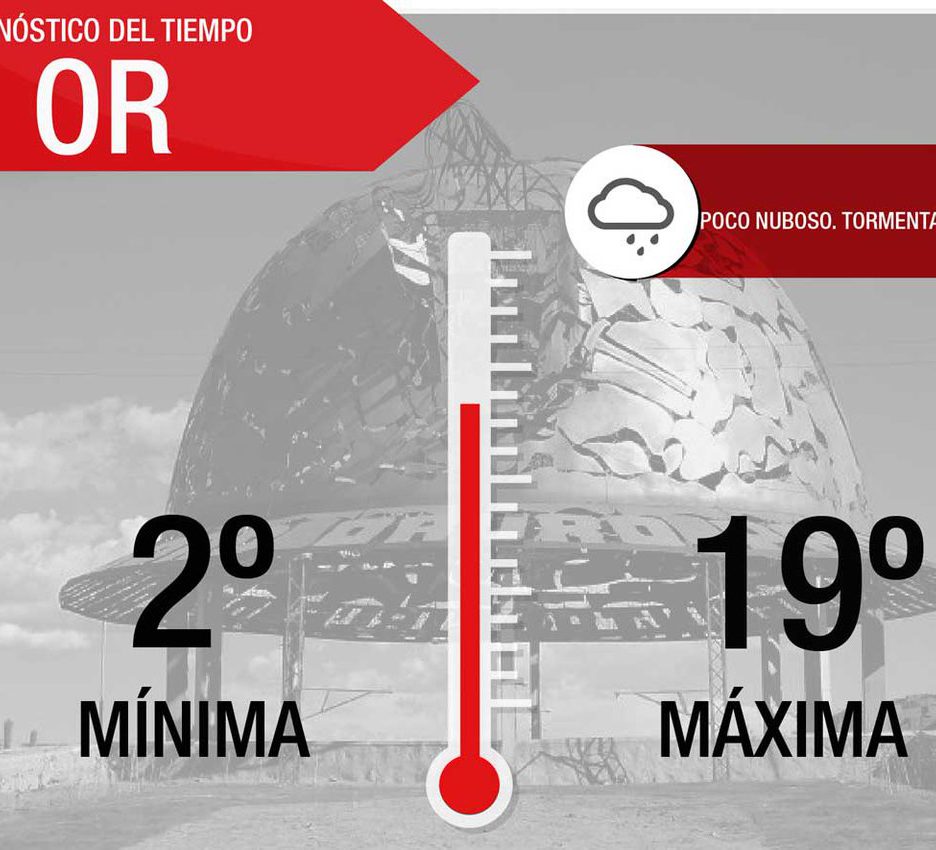 NÓSTICO DEL TIEMPO
OR
POCO NUBOSO. TORMENTA
2º
19º
MÍNIMA
MÁXIMA